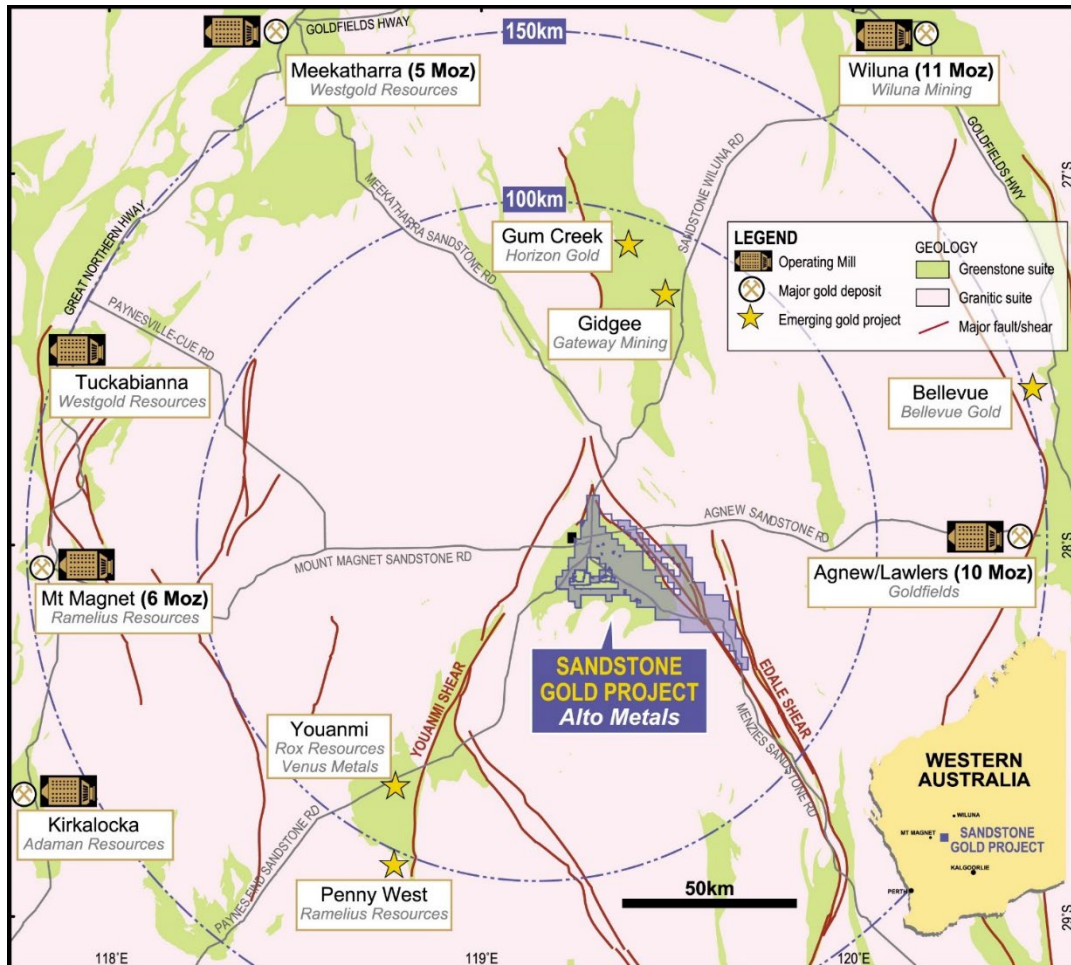 GOLDFIELDS HWY
150km
Meekatharra (5 Moz)
Westgold Resources
Wiluna (11 Moz)
Wiluna Mining
GOLDFIELDS HWY
27°S
SANDSTONE WILUNA RD
MEEKATHARRA SANDSTONE RD
100km
Gum Creek
Horizon Gold
LEGEND
Operating Mill
Major gold deposit
Emerging gold project
GEOLOGY
Greenstone suite
Granitic suite
Major fault/shear
GREAT NORTHERN HWY
PAYNESVILLE-CUE RD
Gidgee
Gateway Mining
Tuckabianna
Westgold Resources
Bellevue
Bellevue Gold
AGNEW SANDSTONE RD
MOUNT MAGNET SANDSTONE RD
28°S
Mt Magnet (6 Moz)
Ramelius Resources
Agnew/Lawlers (10 Moz)
Goldfields
SANDSTONE
GOLD PROJECT
Alto Metals
YOUANMI SHEAR
EDALE SHEAR
MENZIES SANDSTONE RD
Youanmi
Rox Resources
Venus Metals
Kirkalocka
Adaman Resources
PAYNES FIND SANDSTONE RD
Penny West
Ramelius Resources
50km
WESTERN
AUSTRALIA
WILUNA
MT MAGNET
SANDSTONE
GOLD PROJECT
KALGOORLIE
PERTH
29°S
118°E
119°E
120°E